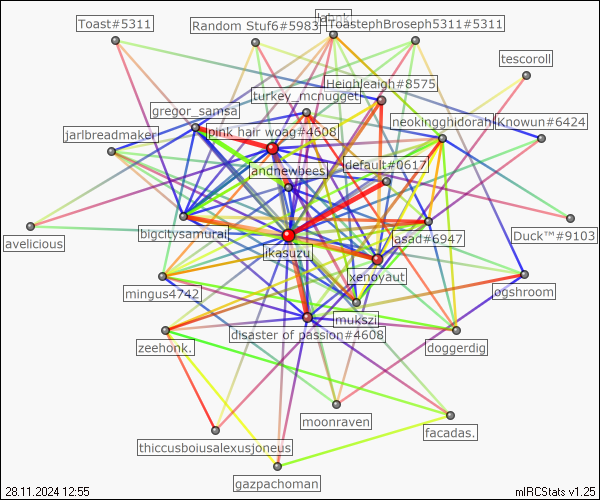 Toast#5311
Random Stuf6#5983
ToastephBroseph5311#5311
tescoroll
Heinhleaigh#8575
turkey_mcnugget
gregor_samsa
neokingghidorah
Knowun#6424
pink hair woag#4608
jarlbreadmaker
default#0617
andnewbees
avelicious
bigcitysamurai
asad#6947
Duck™#9103
ikasuzu
xenoyaut
mingus4742
ogshroom
mukszi
disaster of passion#4608
zeehonk.
doggerdig
moonraven
facadas.
thiccusboiusalexusjoneus
gazpachoman
28.11.2024 12:55
mIRCStats v1.25